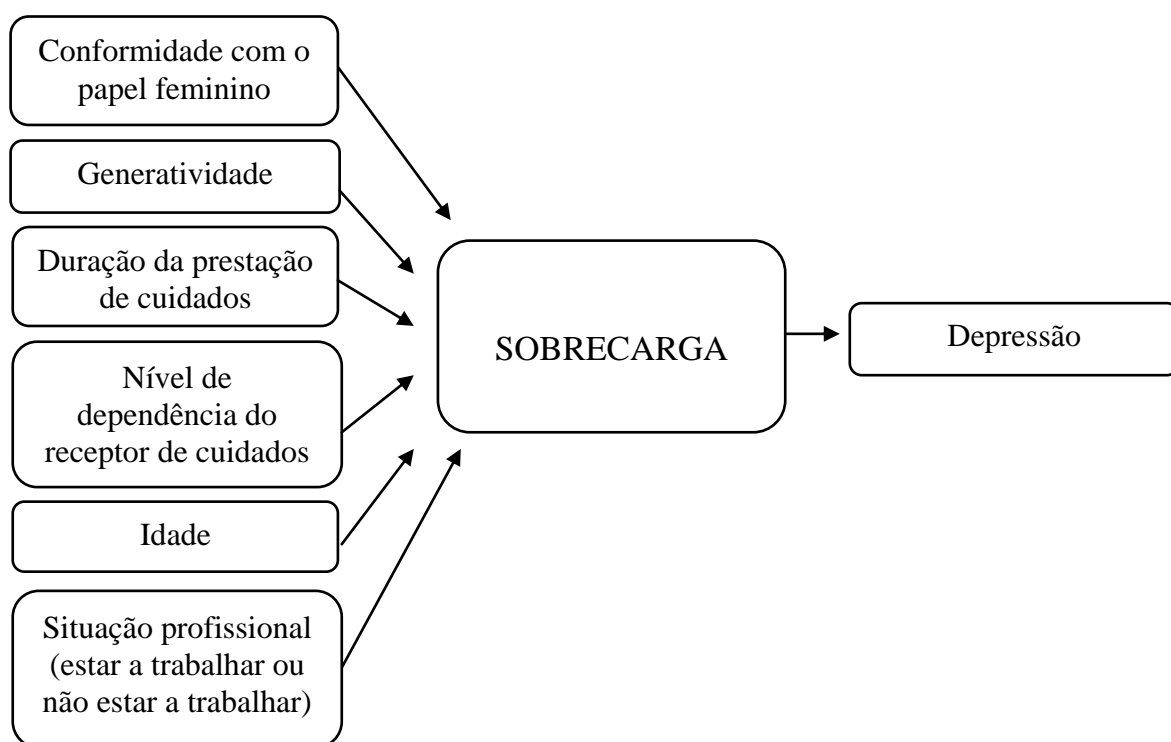 Conformidade com o
papel feminino
Generatividade
Duração da prestação
de cuidados
Nível de
dependência do
receptor de cuidados
Idade
Situação profissional
(estar a trabalhar ou
não estar a trabalhar)
SOBRECARGA
Depressão